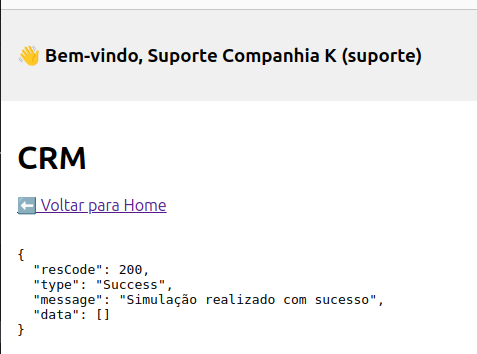 👋 Bem-vindo, Suporte Companhia K (suporte)
CRM
⬅️ Voltar para Home
{
  "resCode": 200,
  "type": "Success",
  "message": "Simulação realizado com sucesso",
  "data": []
}